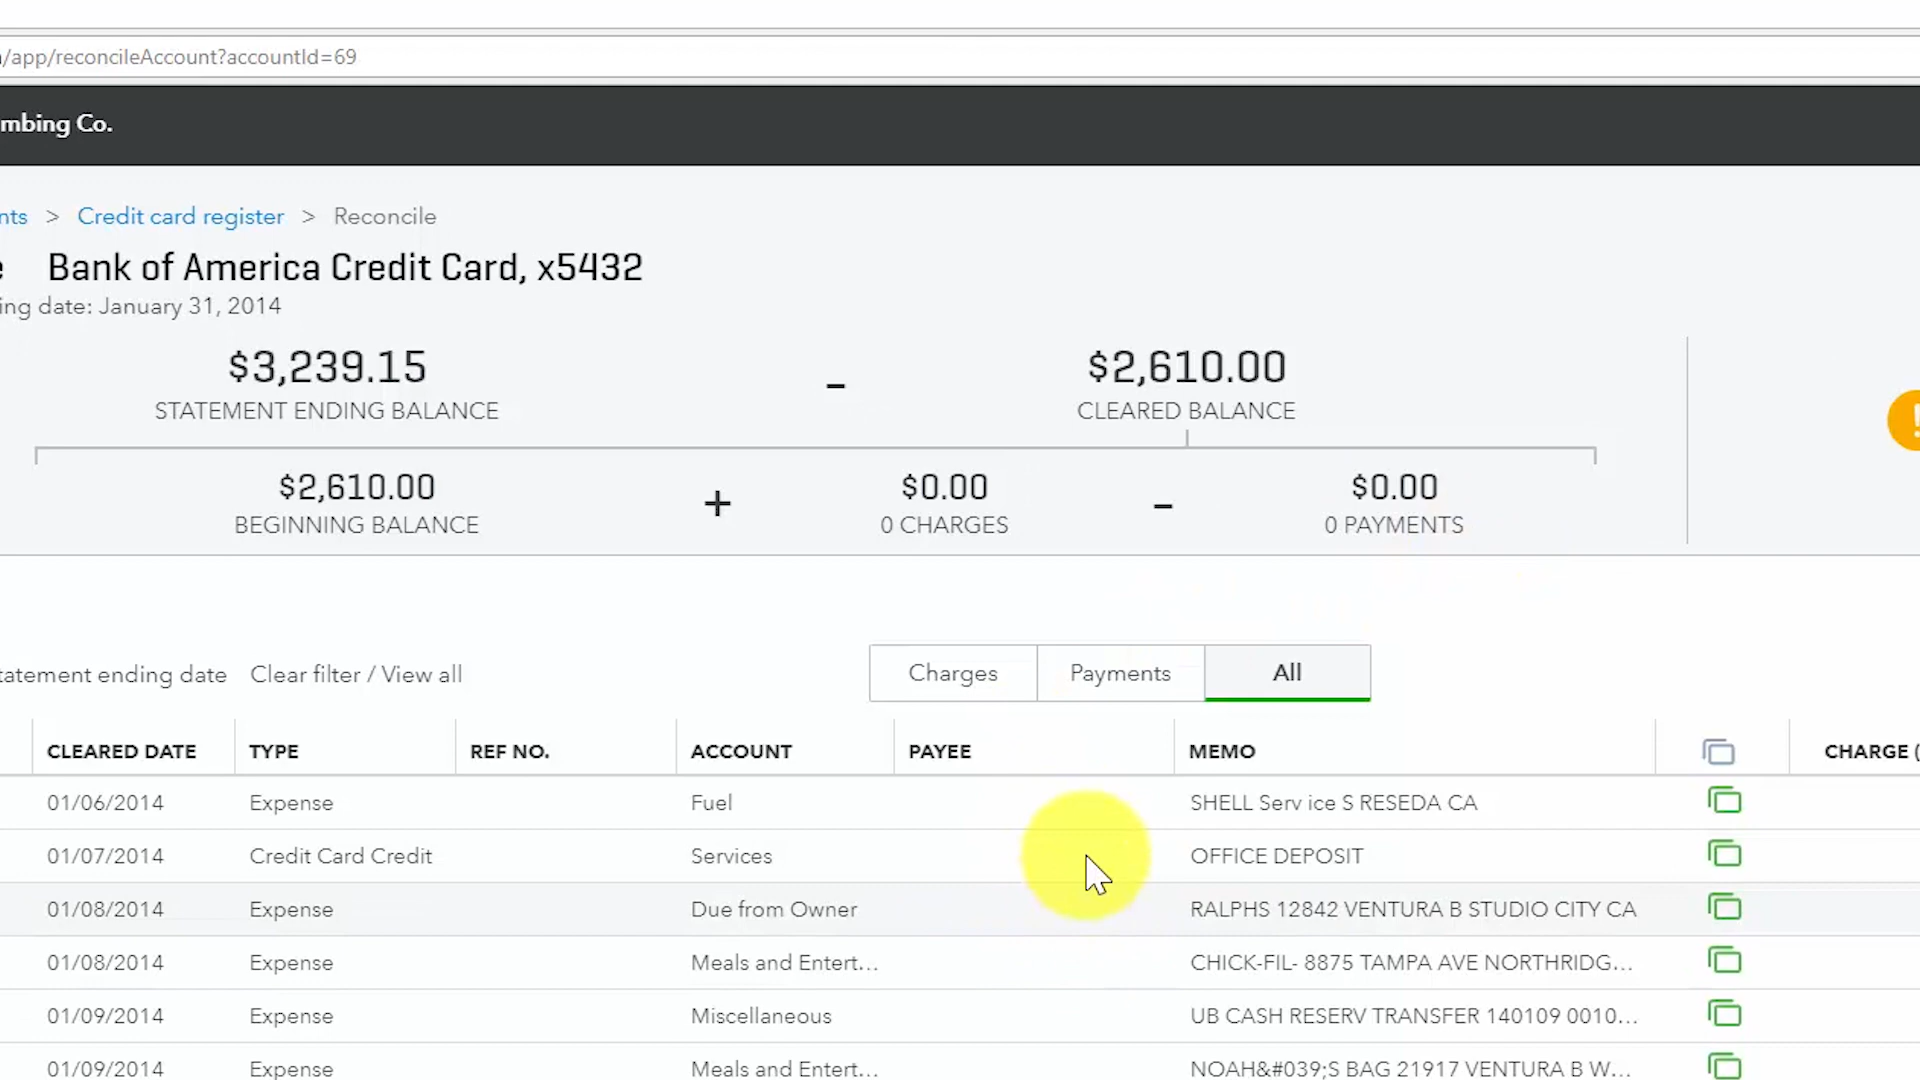 /app/reconcileAccount?accountId=69
mbing Co.
nts > Credit card register > Reconcile
e Bank of America Credit Card, x5432
ing date: January 31, 2014
$3,239.15 - $2,610.00
STATEMENT ENDING BALANCE CLEARED BALANCE
$2,610.00 + $0.00 - $0.00
BEGINNING BALANCE 0 CHARGES 0 PAYMENTS
!
tatement ending date Clear filter / View all Charges Payments All
CLEARED DATE TYPE REF NO. ACCOUNT PAYEE MEMO CHARGE (
01/06/2014 Expense Fuel SHELL Serv ice S RESEDA CA
01/07/2014 Credit Card Credit Services OFFICE DEPOSIT
01/08/2014 Expense Due from Owner RALPHS 12842 VENTURA B STUDIO CITY CA
01/08/2014 Expense Meals and Entert... CHICK-FIL- 8875 TAMPA AVE NORTHRIDG...
01/09/2014 Expense Miscellaneous UB CASH RESERV TRANSFER 140109 0010...
01/09/2014 Expense Meals and Entert... NOAH&#039;S BAG 21917 VENTURA B W...